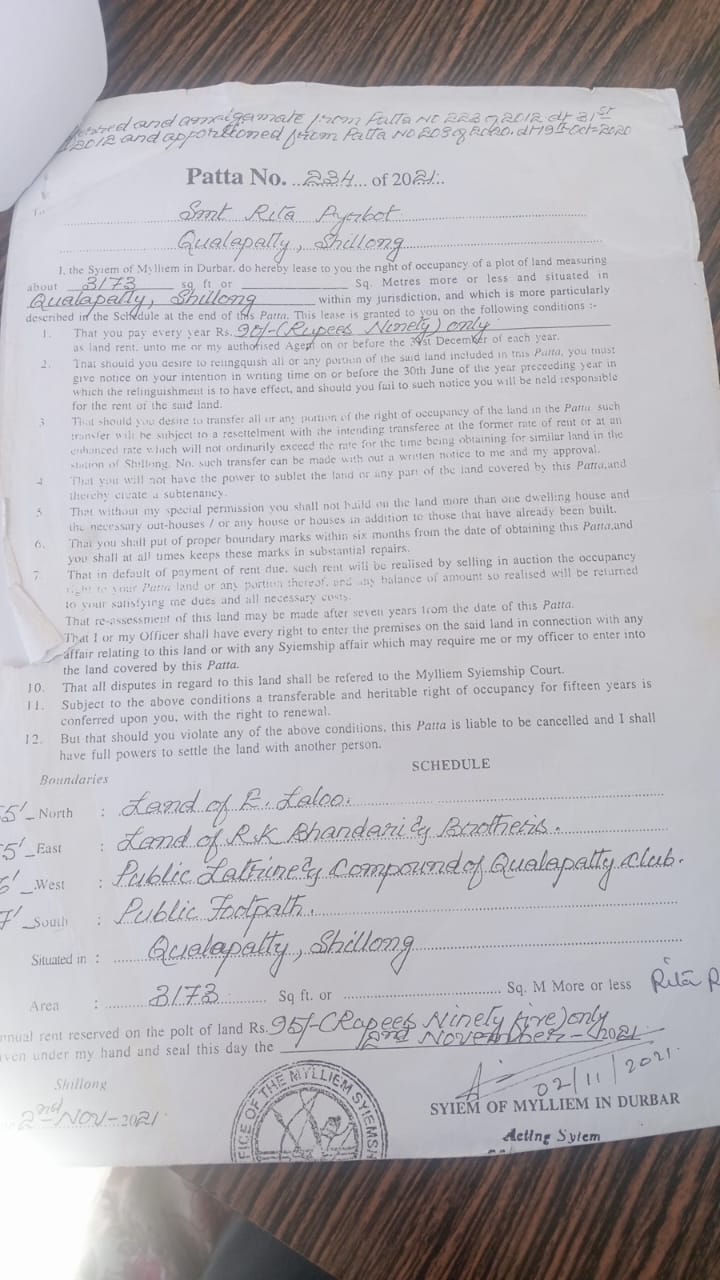 and amalgamate from Patta No 223 of 2012 dt 31st
2012 and apportioned from Patta No 203 of 2020. dt 19th Oct-2020
Patta No. 234 of 2021.
To
Smt Rita
Qualapatty, Shillong
I, the Syiem of Mylliem in Durbar, do hereby lease to you the right of occupancy of a plot of land measuring
about 3173 sq. ft or ............ Sq. Metres more or less and situated in
Qualapatty, Shillong within my jurisdiction, and which is more particularly
described in the Schedule at the end of this Patta. This lease is granted to you on the following conditions :-
1. That you pay every year Rs. 90/- (Rupees Ninety) only
as land rent, unto me or my authorised Agent on or before the 31st December of each year.
2. That should you desire to relingquish all or any portion of the said land included in this Patta, you must
give notice on your intention in writing time on or before the 30th June of the year preceeding year in
which the relinguishment is to have effect, and should you fail to such notice you will be held responsible
for the rent of the said land.
3 That should you desire to transfer all or any portion of the right of occupancy of the land in the Patta such
transfer will be subject to a resettelment with the intending transferee at the former rate of rent or at an
enhanced rate which will not ordinarily exceed the rate for the time being obtaining for similar land in the
station of Shillong. No. such transfer can be made with out a written notice to me and my approval.
4 That you will not have the power to sublet the land or any part of the land covered by this Patta,and
thereby create a subtenancy.
5 That without my special permission you shall not build on the land more than one dwelling house and
the necessary out-houses / or any house or houses in addition to those that have already been built.
6. That you shall put of proper boundary marks within six months from the date of obtaining this Patta,and
you shall at all times keeps these marks in substantial repairs.
7 That in default of payment of rent due, such rent will be realised by selling in auction the occupancy
right to your Patta land or any portion thereof, and any balance of amount so realised will be returned
to your satisfying me dues and all necessary costs.
That re-assessment of this land may be made after seven years from the date of this Patta.
That I or my Officer shall have every right to enter the premises on the said land in connection with any
affair relating to this land or with any Syiemship affair which may require me or my officer to enter into
the land covered by this Patta.
10. That all disputes in regard to this land shall be refered to the Mylliem Syiemship Court.
11. Subject to the above conditions a transferable and heritable right of occupancy for fifteen years is
conferred upon you, with the right to renewal.
12. But that should you violate any of the above conditions, this Patta is liable to be cancelled and I shall
have full powers to settle the land with another person.
SCHEDULE
Boundaries
5' - North : Land of E. Laloo.
5' - East : Land of R.K Bhandari & Brothers.
West : Public Latrine & Compound of Qualapatty Club.
7' - South : Public Footpath.
Situated in : Qualapatty, Shillong
Area : 3173 Sq ft. or ............ Sq. M More or less Rita
nnual rent reserved on the polt of land Rs. 95/- (Rupees Ninety five) only
ven under my hand and seal this day the 2nd November - 2021
Shillong
2nd Nov - 2021
02/11/2021.
SYIEM OF MYLLIEM IN DURBAR
Acting Syiem
FICE OF THE MYLLIEM SYIEMSH